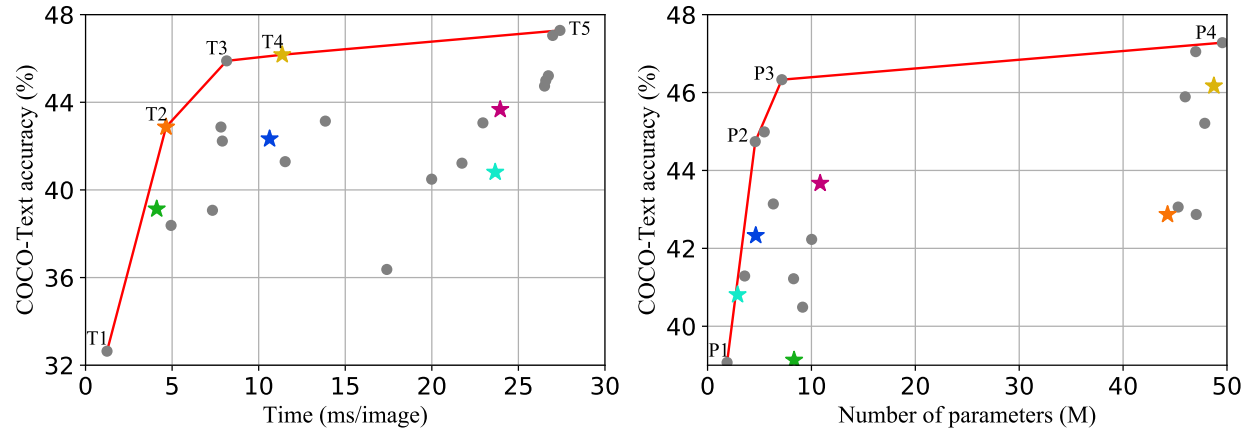 48
44
40
36
32
COCO-Text accuracy (%)
T1
T2
T3
T4
T5
0
5
10
15
20
25
30
Time (ms/image)
48
46
44
42
40
COCO-Text accuracy (%)
P1
P2
P3
P4
0
10
20
30
40
50
Number of parameters (M)